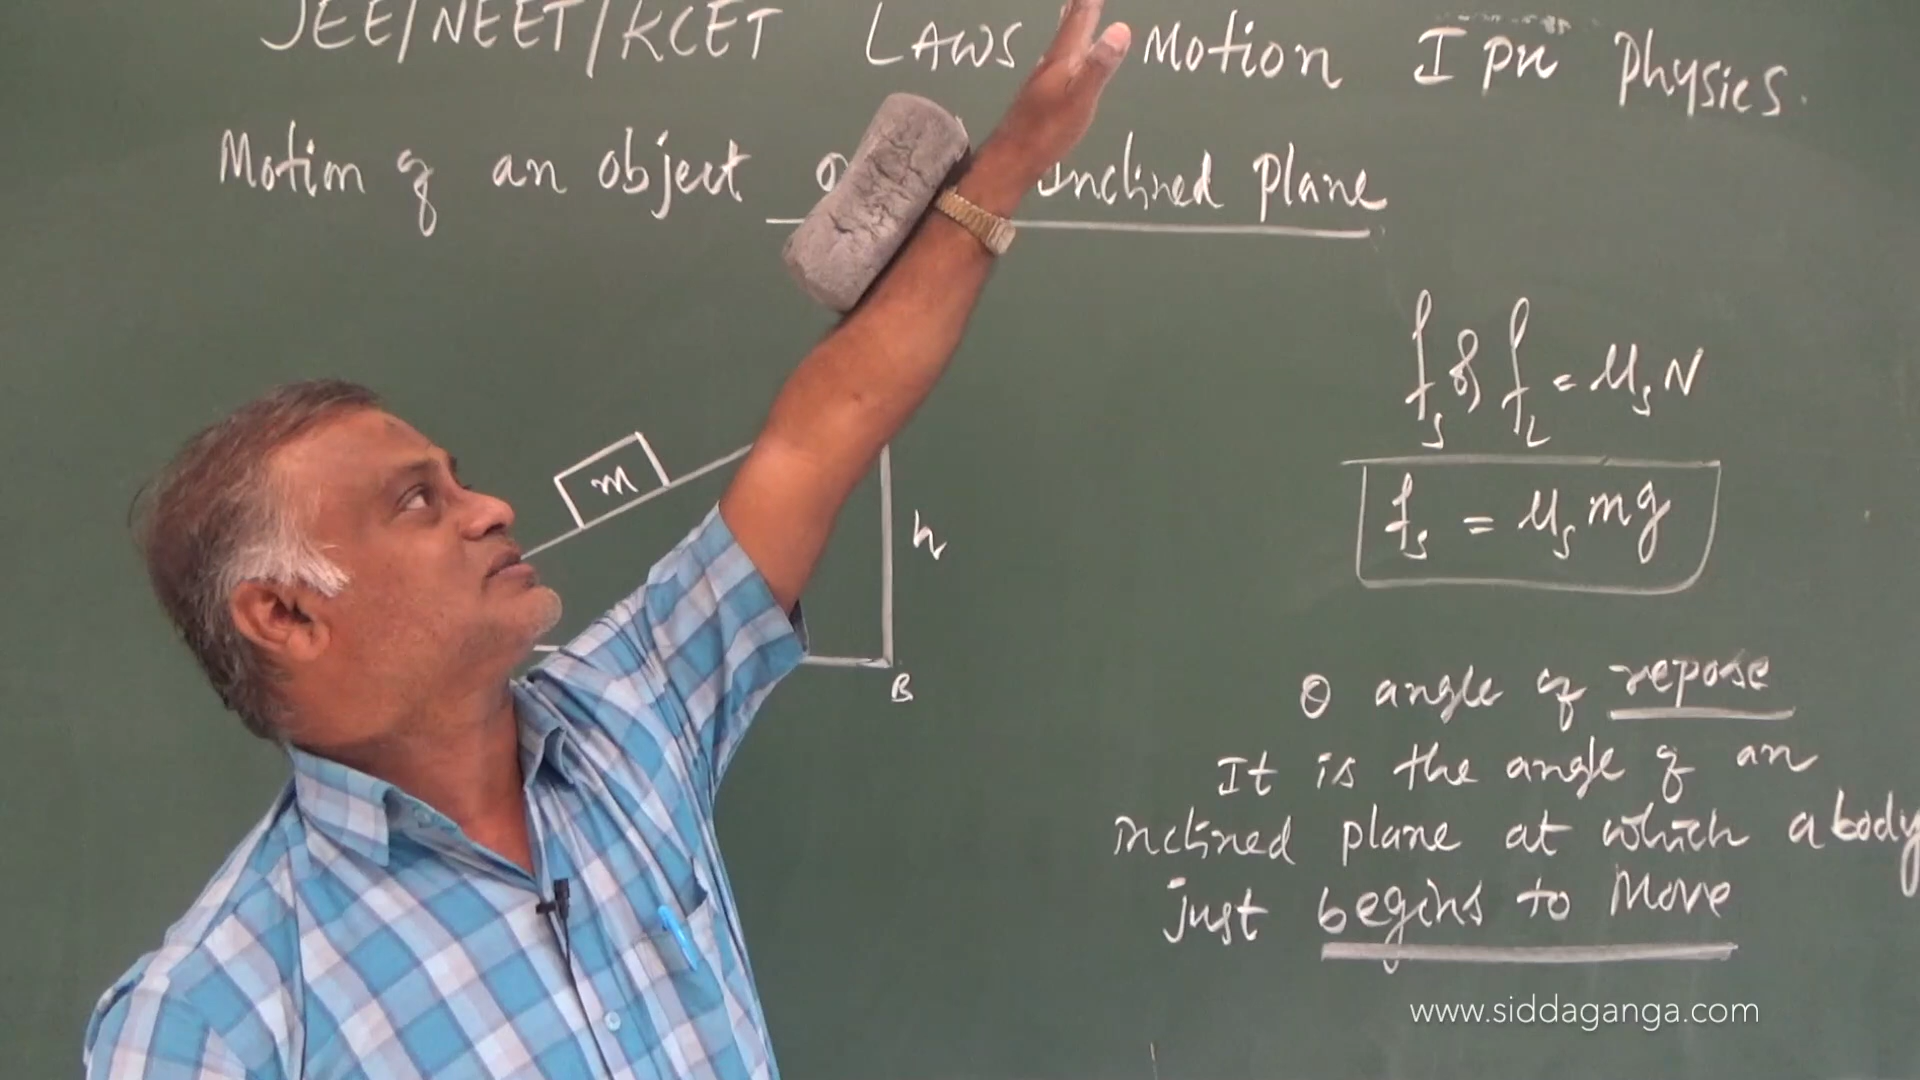 JEE/NEET/KCET LAWS Motion I PU Physics.
Motion of an object Inclined plane
m
h
B
fs ∝ fL = μs N
fs = μs mg
θ angle of repose
It is the angle of an
inclined plane at which a body
just begins to Move
www.siddaganga.com